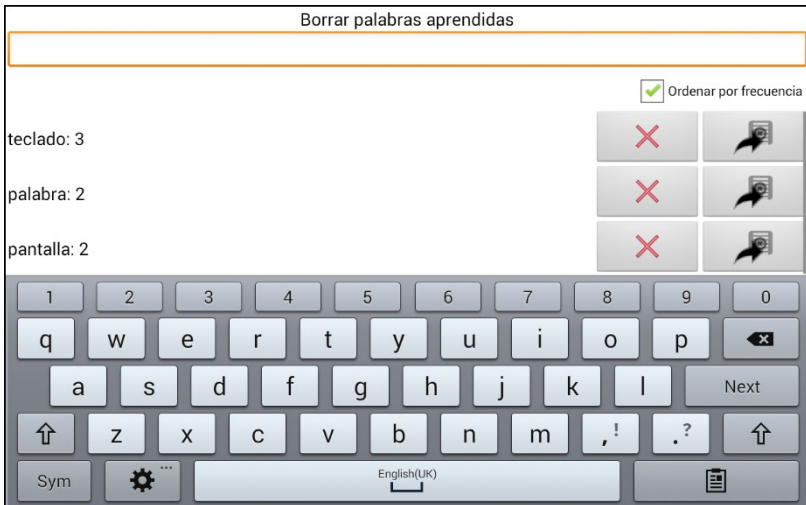 Borrar palabras aprendidas
Ordenar por frecuencia
teclado: 3
palabra: 2
pantalla: 2
1 2 3 4 5 6 7 8 9 0
q w e r t y u i o p
a s d f g h j k l Next
z x c v b n m , ! . ?
Sym ... English(UK)